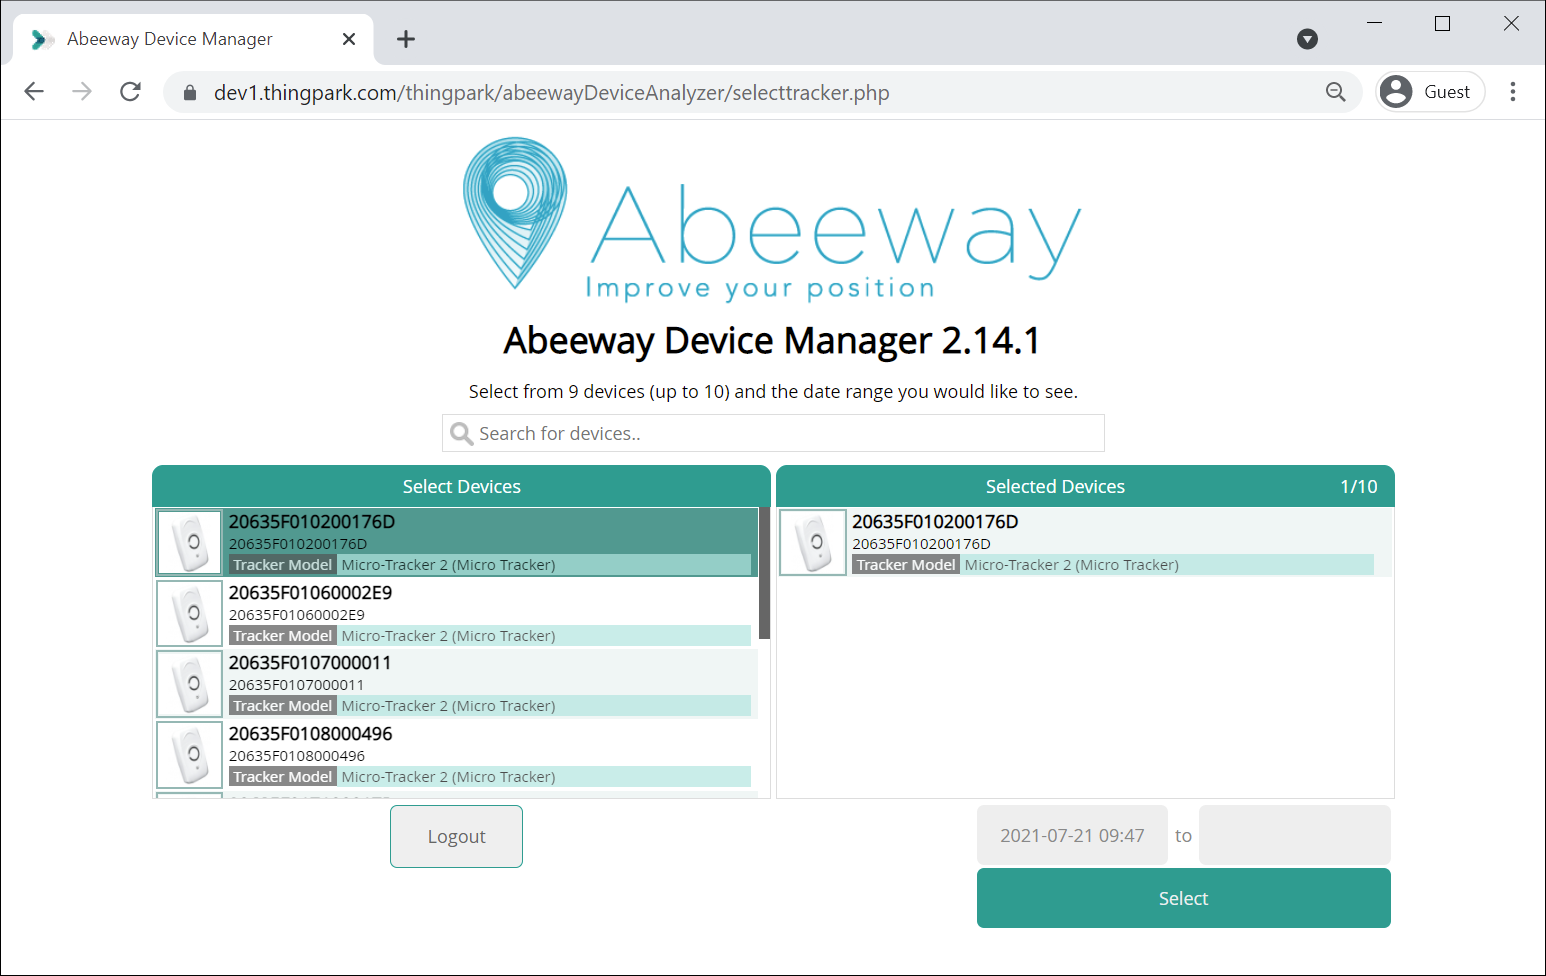 Abeeway Device Manager
dev1.thingpark.com/thingpark/abeewayDeviceAnalyzer/selecttracker.php
Guest
Abeeway
Improve your position
Abeeway Device Manager 2.14.1
Select from 9 devices (up to 10) and the date range you would like to see.
Search for devices..
Select Devices
20635F010200176D
20635F010200176D
Tracker Model Micro-Tracker 2 (Micro Tracker)
20635F01060002E9
20635F01060002E9
Tracker Model Micro-Tracker 2 (Micro Tracker)
20635F0107000011
20635F0107000011
Tracker Model Micro-Tracker 2 (Micro Tracker)
20635F0108000496
20635F0108000496
Tracker Model Micro-Tracker 2 (Micro Tracker)
Selected Devices 1/10
20635F010200176D
20635F010200176D
Tracker Model Micro-Tracker 2 (Micro Tracker)
Logout
2021-07-21 09:47 to
Select